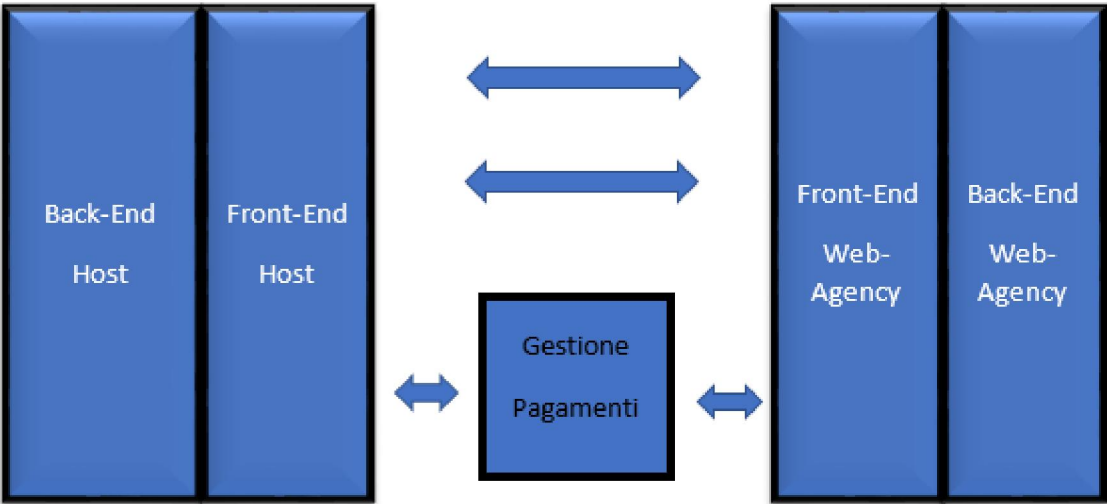 Back-End
Host
Front-End
Host
Gestione
Pagamenti
Front-End
Web-
Agency
Back-End
Web-
Agency